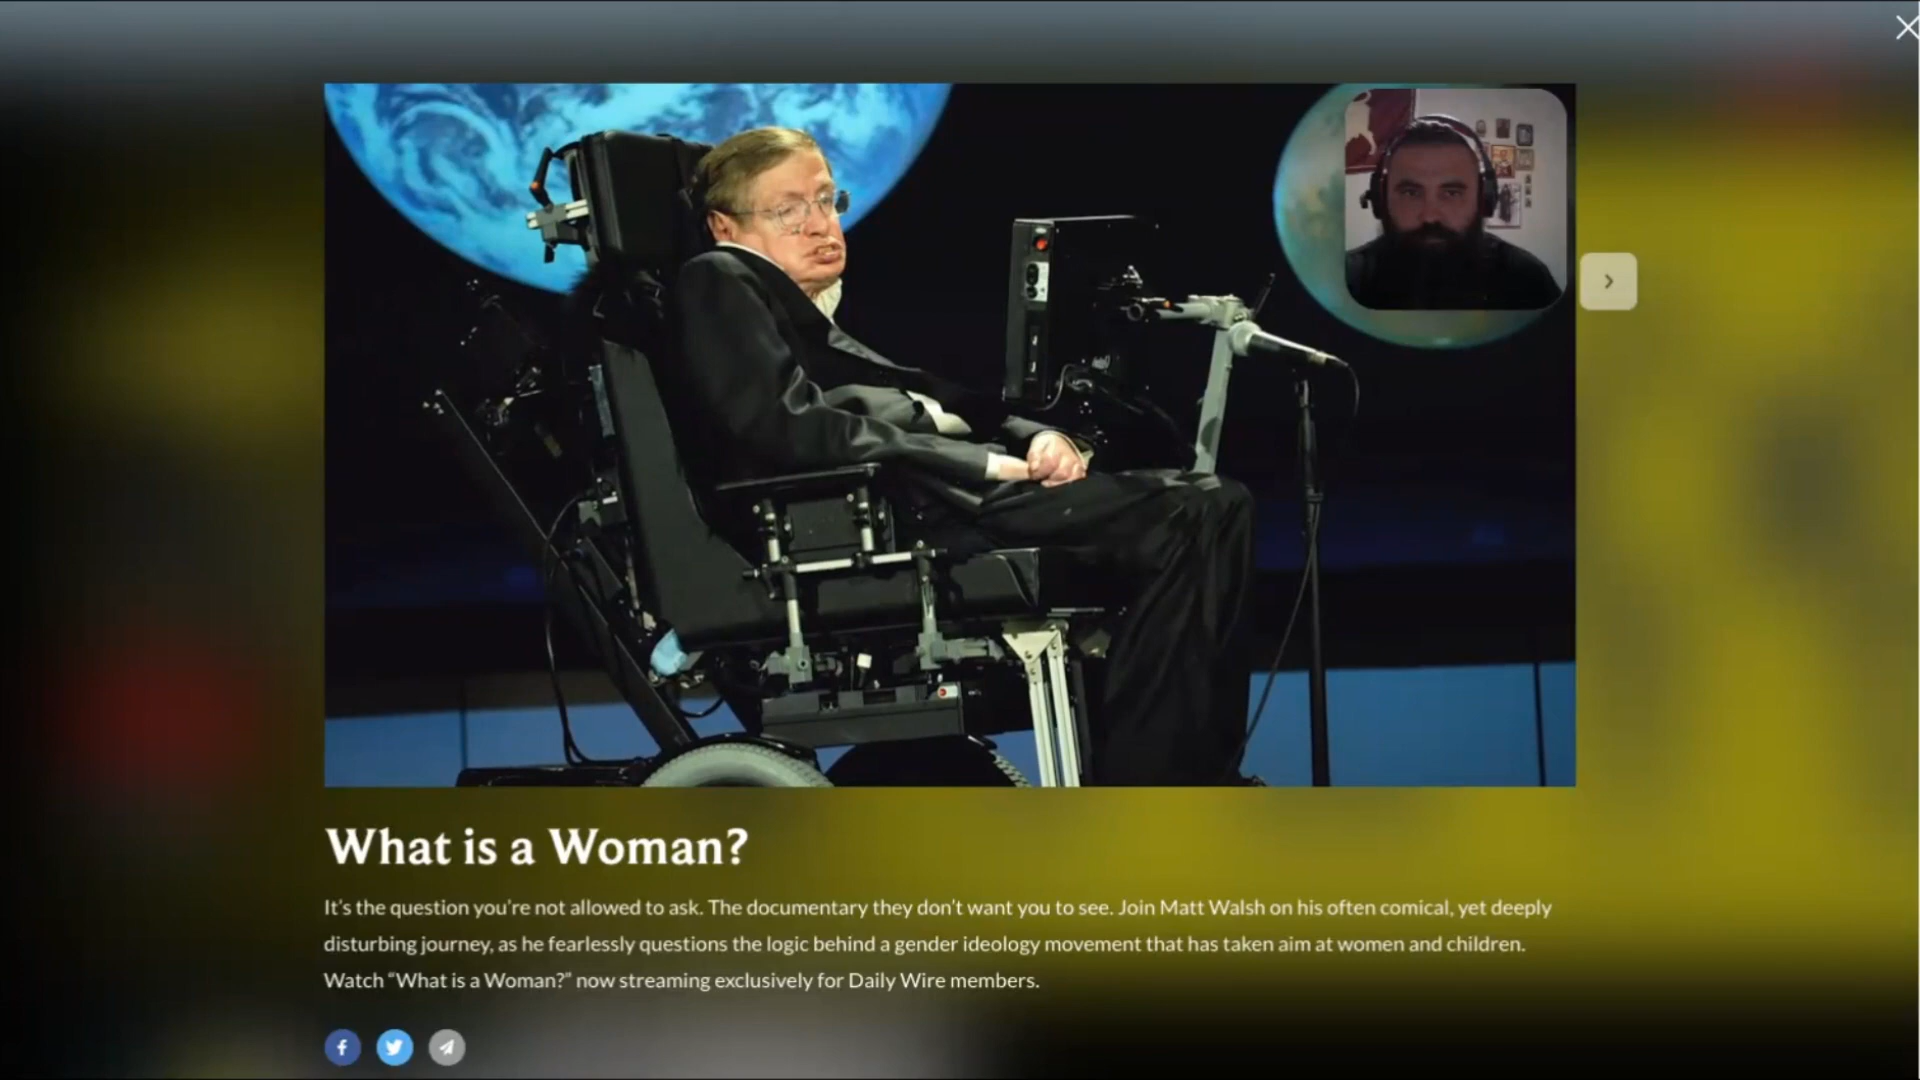 What is a Woman?
It's the question you're not allowed to ask. The documentary they don't want you to see. Join Matt Walsh on his often comical, yet deeply
disturbing journey, as he fearlessly questions the logic behind a gender ideology movement that has taken aim at women and children.
Watch “What is a Woman?” now streaming exclusively for Daily Wire members.